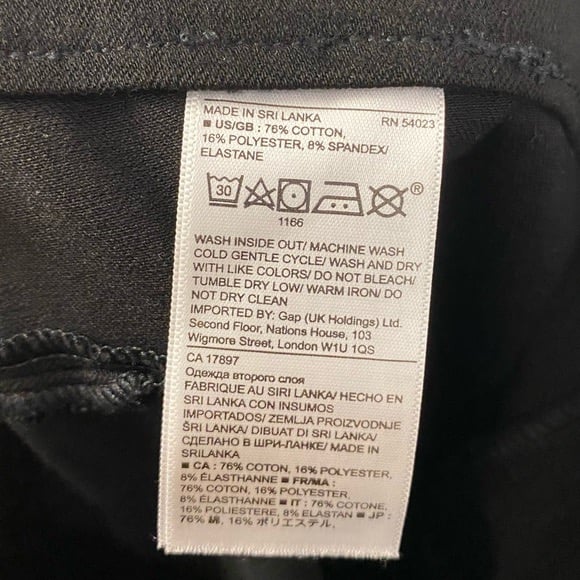 MADE IN SRI LANKA RN 54023
■ US/GB : 76% COTTON,
16% POLYESTER, 8% SPANDEX/
ELASTANE
30 ®
1166
WASH INSIDE OUT/ MACHINE WASH
COLD GENTLE CYCLE/ WASH AND DRY
WITH LIKE COLORS/ DO NOT BLEACH/
TUMBLE DRY LOW/ WARM IRON/ DO
NOT DRY CLEAN
IMPORTED BY: Gap (UK Holdings) Ltd.
Second Floor, Nations House, 103
Wigmore Street, London W1U 1QS
CA 17897
Одежда второго слоя
FABRIQUE AU SIRI LANKA/ HECHO EN
SRI LANKA CON INSUMOS
IMPORTADOS/ ZEMLJA PROIZVODNJE
ŠRI LANKA/ DIBUAT DI SRI LANKA/
СДЕЛАНО В ШРИ-ЛАНКЕ/ MADE IN
SRILANKA
■ CA : 76% COTON, 16% POLYESTER,
8% ÉLASTHANNE ■ FR/MA :
76% COTON, 16% POLYESTER,
8% ÉLASTHANNE ■ IT : 76% COTONE,
16% POLIESTERE, 8% ELASTAN ■ JP :
76% 綿, 16% ポリエステル,